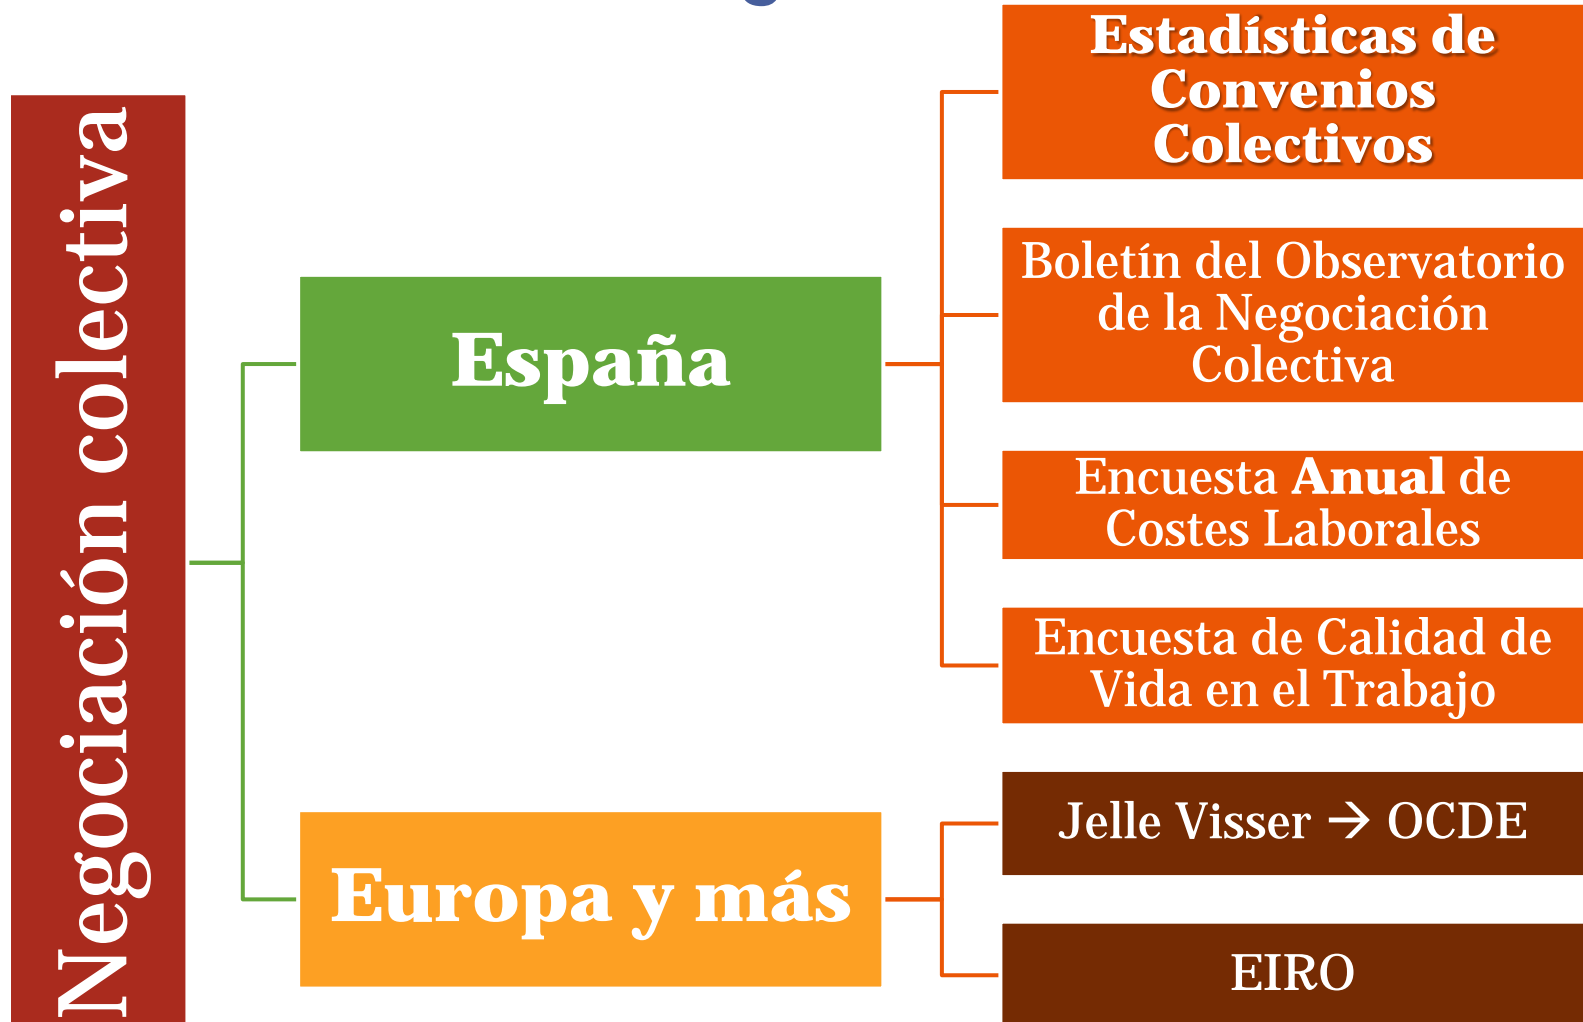 Negociación colectiva
España
Estadísticas de
Convenios
Colectivos
Boletín del Observatorio
de la Negociación
Colectiva
Encuesta Anual de
Costes Laborales
Encuesta de Calidad de
Vida en el Trabajo
Europa y más
Jelle Visser → OCDE
EIRO